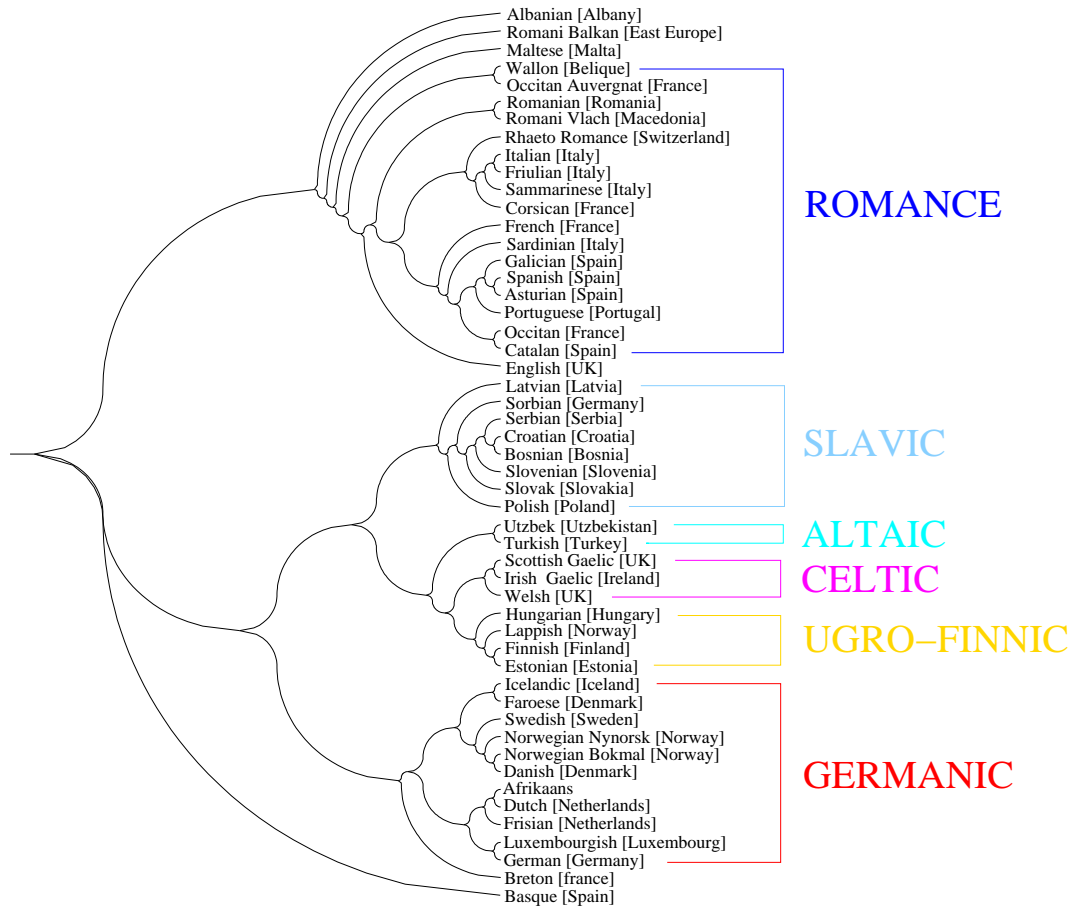 Albanian [Albany]
Romani Balkan [East Europe]
Maltese [Malta]
Wallon [Belique]
Occitan Auvergnat [France]
Romanian [Romania]
Romani Vlach [Macedonia]
Rhaeto Romance [Switzerland]
Italian [Italy]
Friulian [Italy]
Sammarinese [Italy]
Corsican [France]
French [France]
Sardinian [Italy]
Galician [Spain]
Spanish [Spain]
Asturian [Spain]
Portuguese [Portugal]
Occitan [France]
Catalan [Spain]
ROMANCE
English [UK]
Latvian [Latvia]
Sorbian [Germany]
Serbian [Serbia]
Croatian [Croatia]
Bosnian [Bosnia]
Slovenian [Slovenia]
Slovak [Slovakia]
Polish [Poland]
SLAVIC
Utzbek [Utzbekistan]
Turkish [Turkey]
ALTAIC
Scottish Gaelic [UK]
Irish Gaelic [Ireland]
Welsh [UK]
CELTIC
Hungarian [Hungary]
Lappish [Norway]
Finnish [Finland]
Estonian [Estonia]
UGRO−FINNIC
Icelandic [Iceland]
Faroese [Denmark]
Swedish [Sweden]
Norwegian Nynorsk [Norway]
Norwegian Bokmal [Norway]
Danish [Denmark]
Afrikaans
Dutch [Netherlands]
Frisian [Netherlands]
Luxembourgish [Luxembourg]
German [Germany]
GERMANIC
Breton [france]
Basque [Spain]